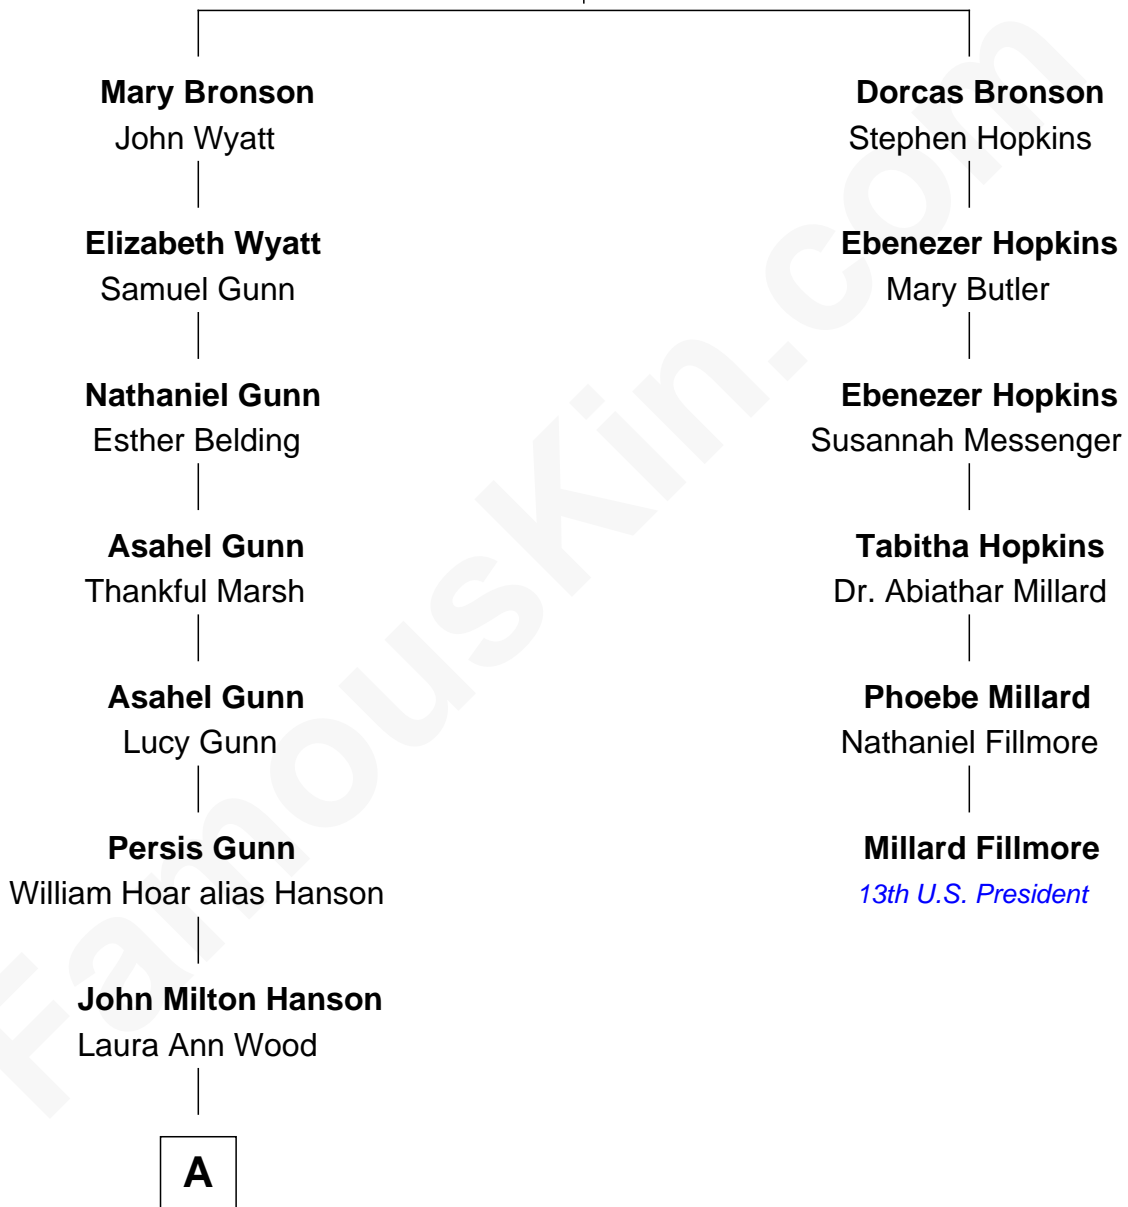 Mary Bronson
John Wyatt
Dorcas Bronson
Stephen Hopkins
Elizabeth Wyatt
Samuel Gunn
Ebenezer Hopkins
Mary Butler
Nathaniel Gunn
Esther Belding
Ebenezer Hopkins
Susannah Messenger
Asahel Gunn
Thankful Marsh
Tabitha Hopkins
Dr. Abiathar Millard
Asahel Gunn
Lucy Gunn
Phoebe Millard
Nathaniel Fillmore
Persis Gunn
William Hoar alias Hanson
Millard Fillmore
13th U.S. President
John Milton Hanson
Laura Ann Wood
A
FamousKin.com